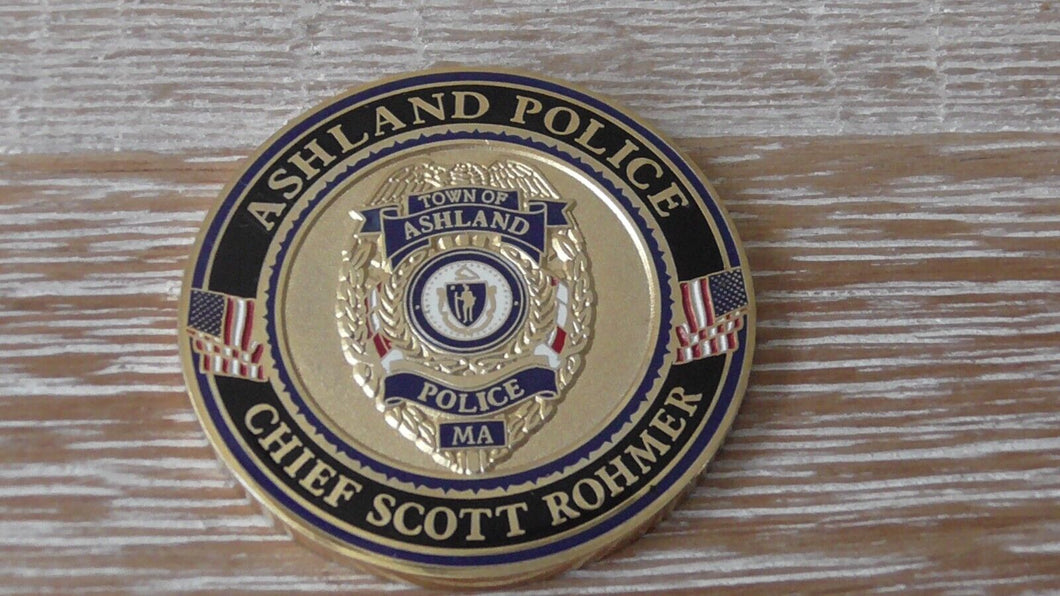 ASHLAND POLICE
TOWN OF
ASHLAND
POLICE
MA
CHIEF SCOTT ROHMER